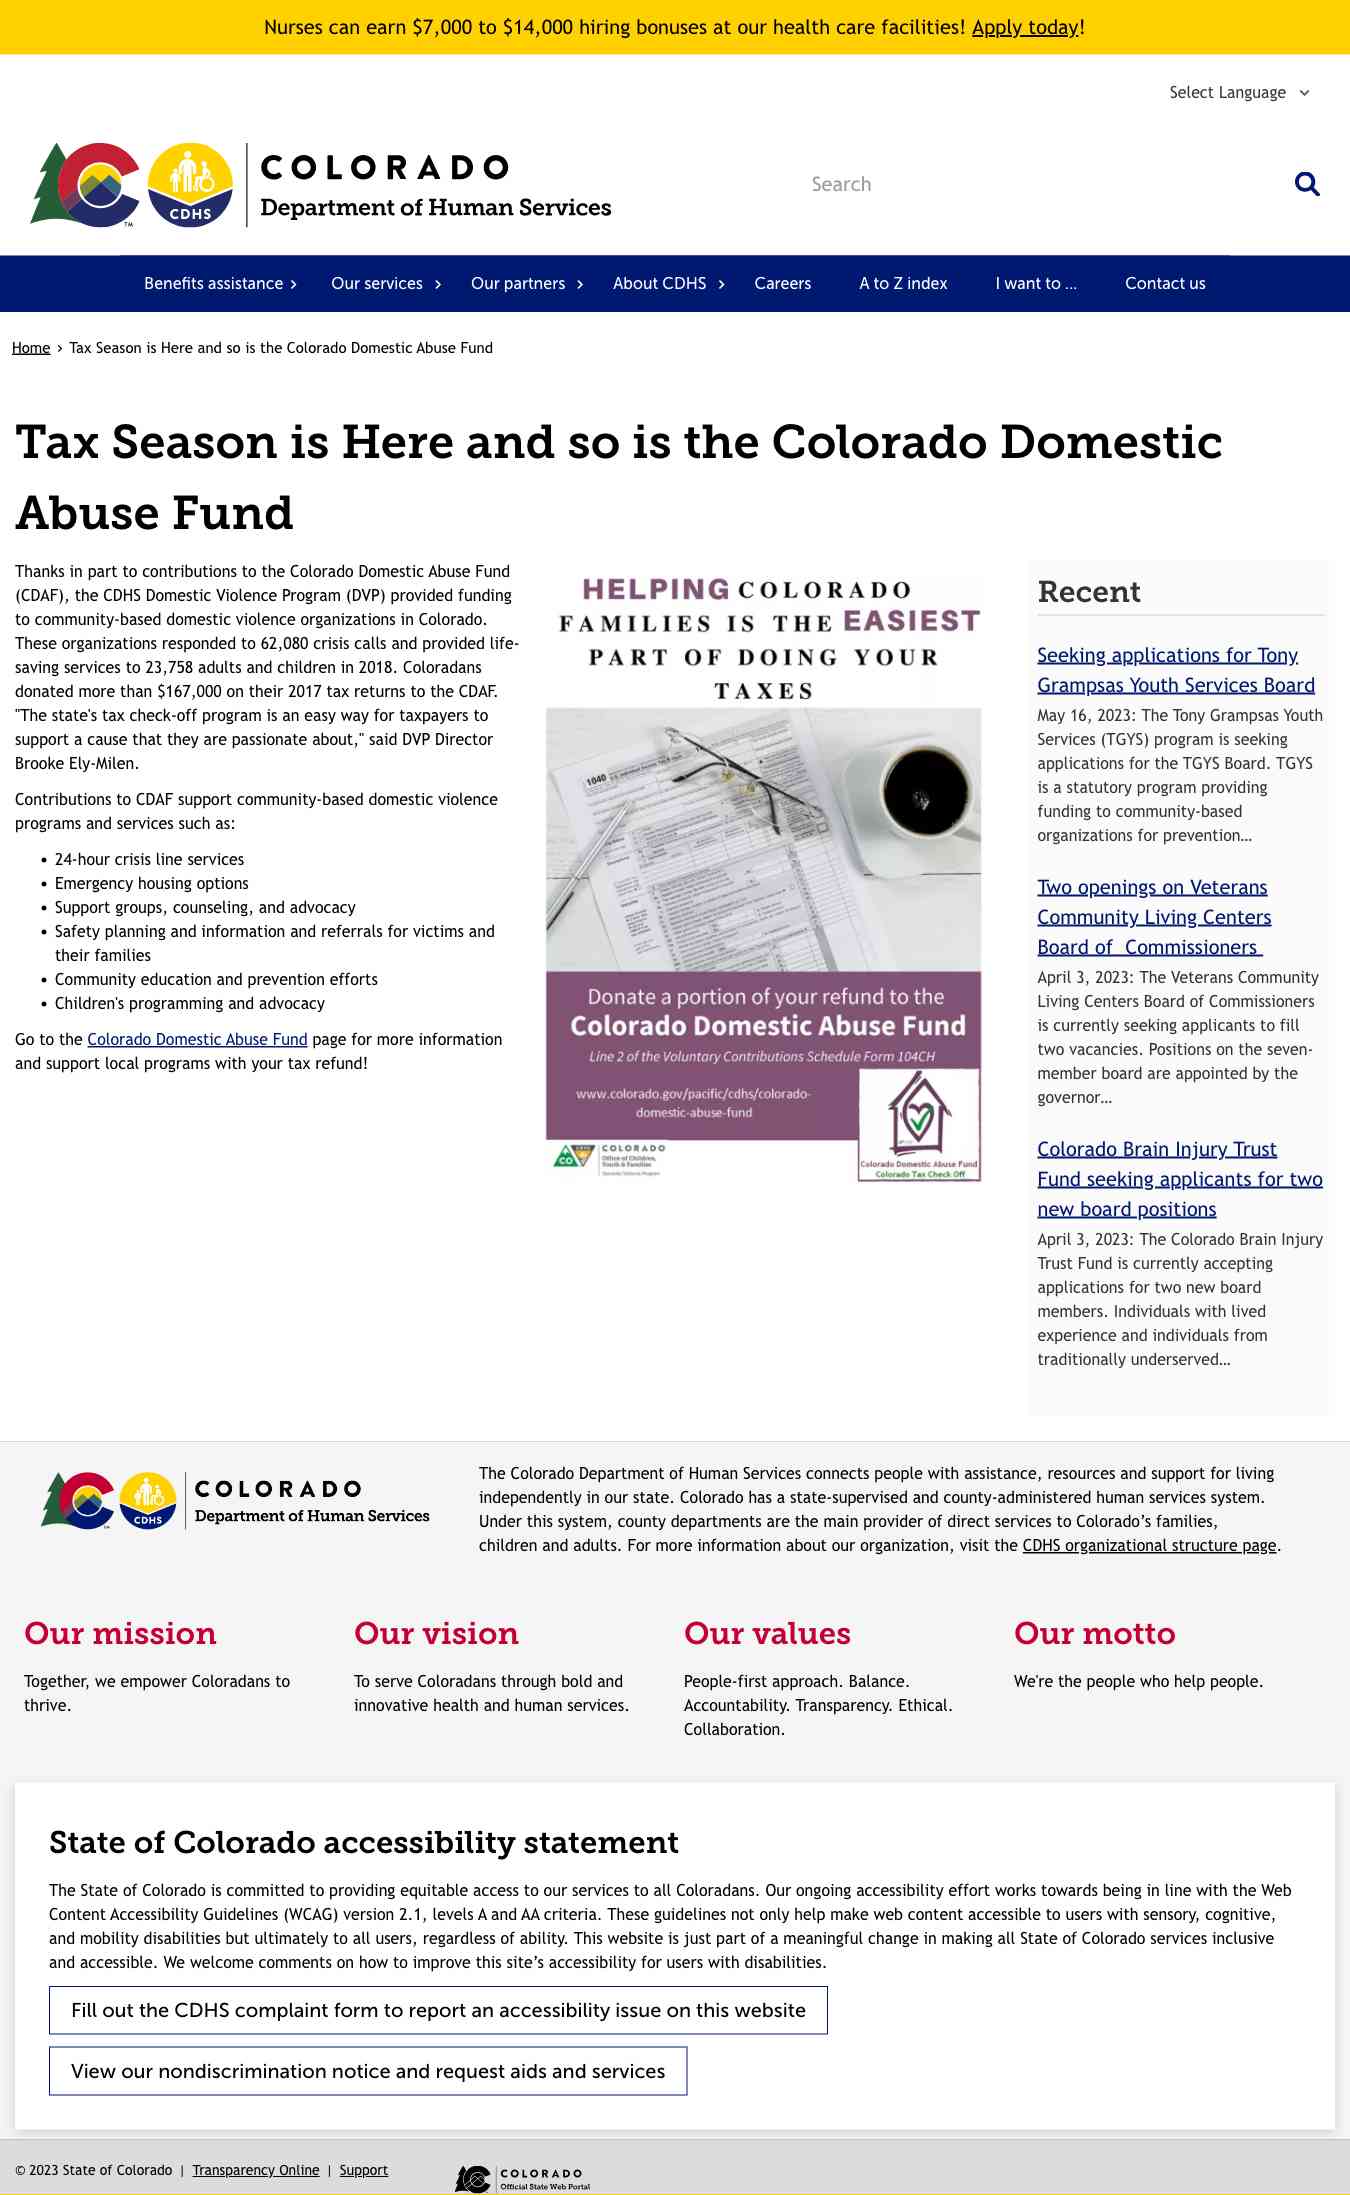 Nurses can earn $7,000 to $14,000 hiring bonuses at our health care facilities! Apply today!
Select Language
COLORADO
Department of Human Services
CDHS
TM
Search
Benefits assistance
Our services
Our partners
About CDHS
Careers
A to Z index
I want to ...
Contact us
Home › Tax Season is Here and so is the Colorado Domestic Abuse Fund
Tax Season is Here and so is the Colorado Domestic
Abuse Fund
Thanks in part to contributions to the Colorado Domestic Abuse Fund
(CDAF), the CDHS Domestic Violence Program (DVP) provided funding
to community-based domestic violence organizations in Colorado.
These organizations responded to 62,080 crisis calls and provided life-
saving services to 23,758 adults and children in 2018. Coloradans
donated more than $167,000 on their 2017 tax returns to the CDAF.
"The state's tax check-off program is an easy way for taxpayers to
support a cause that they are passionate about," said DVP Director
Brooke Ely-Milen.
Contributions to CDAF support community-based domestic violence
programs and services such as:
• 24-hour crisis line services
• Emergency housing options
• Support groups, counseling, and advocacy
• Safety planning and information and referrals for victims and
their families
• Community education and prevention efforts
• Children's programming and advocacy
Go to the Colorado Domestic Abuse Fund page for more information
and support local programs with your tax refund!
HELPING COLORADO
FAMILIES IS THE EASIEST
PART OF DOING YOUR
TAXES
1040
Donate a portion of your refund to the
Colorado Domestic Abuse Fund
Line 2 of the Voluntary Contributions Schedule Form 104CH
www.colorado.gov/pacific/cdhs/colorado-
domestic-abuse-fund
CO
COLORADO
Office of Children,
Youth & Families
Domestic Violence Program
Colorado Domestic Abuse Fund
Colorado Tax Check Off
Recent
Seeking applications for Tony
Grampsas Youth Services Board
May 16, 2023: The Tony Grampsas Youth
Services (TGYS) program is seeking
applications for the TGYS Board. TGYS
is a statutory program providing
funding to community-based
organizations for prevention...
Two openings on Veterans
Community Living Centers
Board of  Commissioners
April 3, 2023: The Veterans Community
Living Centers Board of Commissioners
is currently seeking applicants to fill
two vacancies. Positions on the seven-
member board are appointed by the
governor...
Colorado Brain Injury Trust
Fund seeking applicants for two
new board positions
April 3, 2023: The Colorado Brain Injury
Trust Fund is currently accepting
applications for two new board
members. Individuals with lived
experience and individuals from
traditionally underserved...
COLORADO
Department of Human Services
CDHS
The Colorado Department of Human Services connects people with assistance, resources and support for living
independently in our state. Colorado has a state-supervised and county-administered human services system.
Under this system, county departments are the main provider of direct services to Colorado’s families,
children and adults. For more information about our organization, visit the CDHS organizational structure page.
Our mission
Together, we empower Coloradans to
thrive.
Our vision
To serve Coloradans through bold and
innovative health and human services.
Our values
People-first approach. Balance.
Accountability. Transparency. Ethical.
Collaboration.
Our motto
We're the people who help people.
State of Colorado accessibility statement
The State of Colorado is committed to providing equitable access to our services to all Coloradans. Our ongoing accessibility effort works towards being in line with the Web
Content Accessibility Guidelines (WCAG) version 2.1, levels A and AA criteria. These guidelines not only help make web content accessible to users with sensory, cognitive,
and mobility disabilities but ultimately to all users, regardless of ability. This website is just part of a meaningful change in making all State of Colorado services inclusive
and accessible. We welcome comments on how to improve this site’s accessibility for users with disabilities.
Fill out the CDHS complaint form to report an accessibility issue on this website
View our nondiscrimination notice and request aids and services
© 2023 State of Colorado | Transparency Online | Support
COLORADO
Official State Web Portal